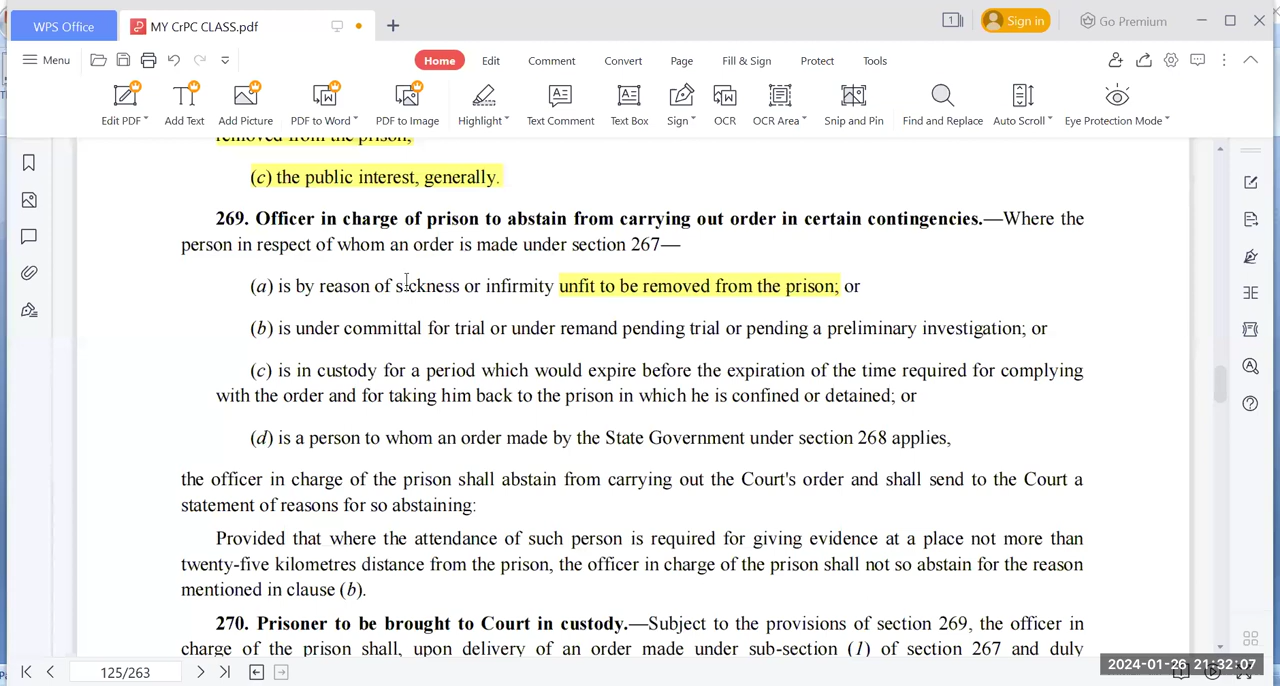 WPS Office
MY CrPC CLASS.pdf
Sign in
Go Premium
Menu
Home
Edit
Comment
Convert
Page
Fill & Sign
Protect
Tools
Edit PDF
Add Text
Add Picture
PDF to Word
PDF to Image
Highlight
Text Comment
Text Box
Sign
OCR
OCR Area
Snip and Pin
Find and Replace
Auto Scroll
Eye Protection Mode
removed from the prison;
(c) the public interest, generally.
269. Officer in charge of prison to abstain from carrying out order in certain contingencies.—Where the
person in respect of whom an order is made under section 267—
(a) is by reason of sickness or infirmity unfit to be removed from the prison; or
(b) is under committal for trial or under remand pending trial or pending a preliminary investigation; or
(c) is in custody for a period which would expire before the expiration of the time required for complying
with the order and for taking him back to the prison in which he is confined or detained; or
(d) is a person to whom an order made by the State Government under section 268 applies,
the officer in charge of the prison shall abstain from carrying out the Court's order and shall send to the Court a
statement of reasons for so abstaining:
Provided that where the attendance of such person is required for giving evidence at a place not more than
twenty-five kilometres distance from the prison, the officer in charge of the prison shall not so abstain for the reason
mentioned in clause (b).
270. Prisoner to be brought to Court in custody.—Subject to the provisions of section 269, the officer in
charge of the prison shall, upon delivery of an order made under sub-section (1) of section 267 and duly
125/263
2024-01-26 21:32:07